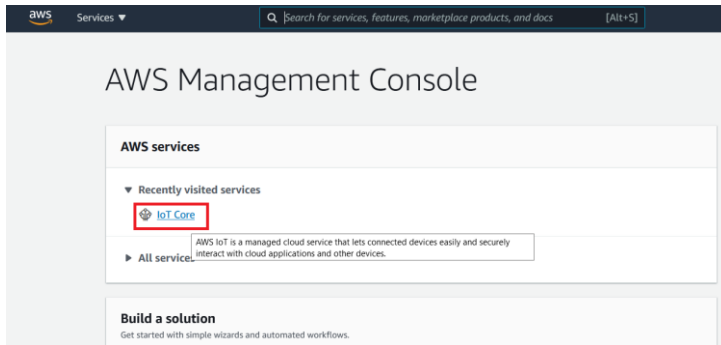 aws Services ▼ Search for services, features, marketplace products, and docs [Alt+S]
AWS Management Console
AWS services
▼ Recently visited services
IoT Core
AWS IoT is a managed cloud service that lets connected devices easily and securely
interact with cloud applications and other devices.
▶ All services
Build a solution
Get started with simple wizards and automated workflows.